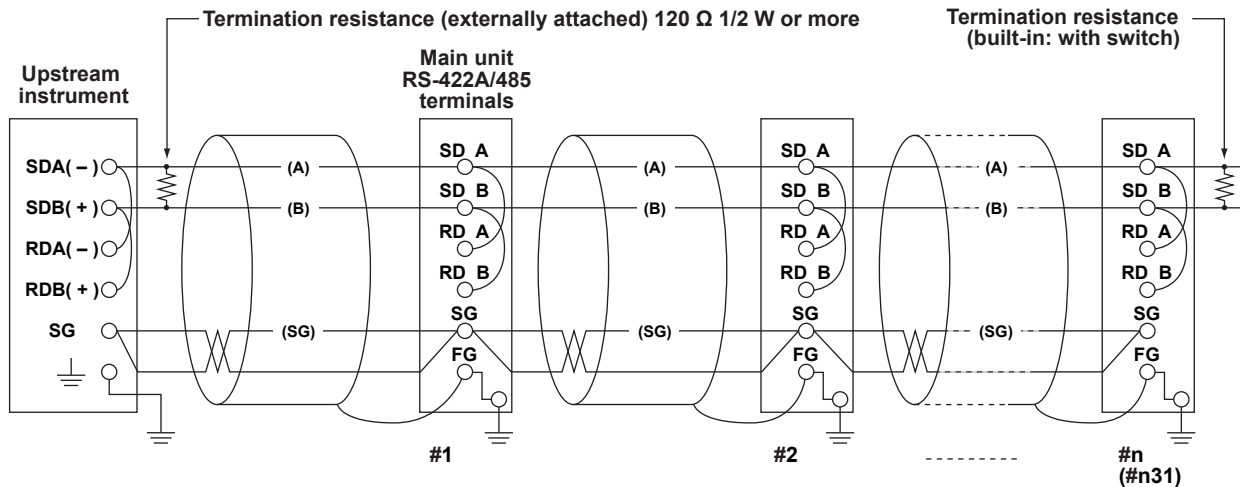 Termination resistance (externally attached) 120 Ω 1/2 W or more
Termination resistance
(built-in: with switch)
Upstream
instrument
Main unit
RS-422A/485
terminals
SDA( – )
SDB( + )
RDA( – )
RDB( + )
SG
(A)
(B)
(SG)
SD A
SD B
RD A
RD B
SG
FG
#1
(A)
(B)
(SG)
SD A
SD B
RD A
RD B
SG
FG
#2
(A)
(B)
(SG)
SD A
SD B
RD A
RD B
SG
FG
#n
(#n31)